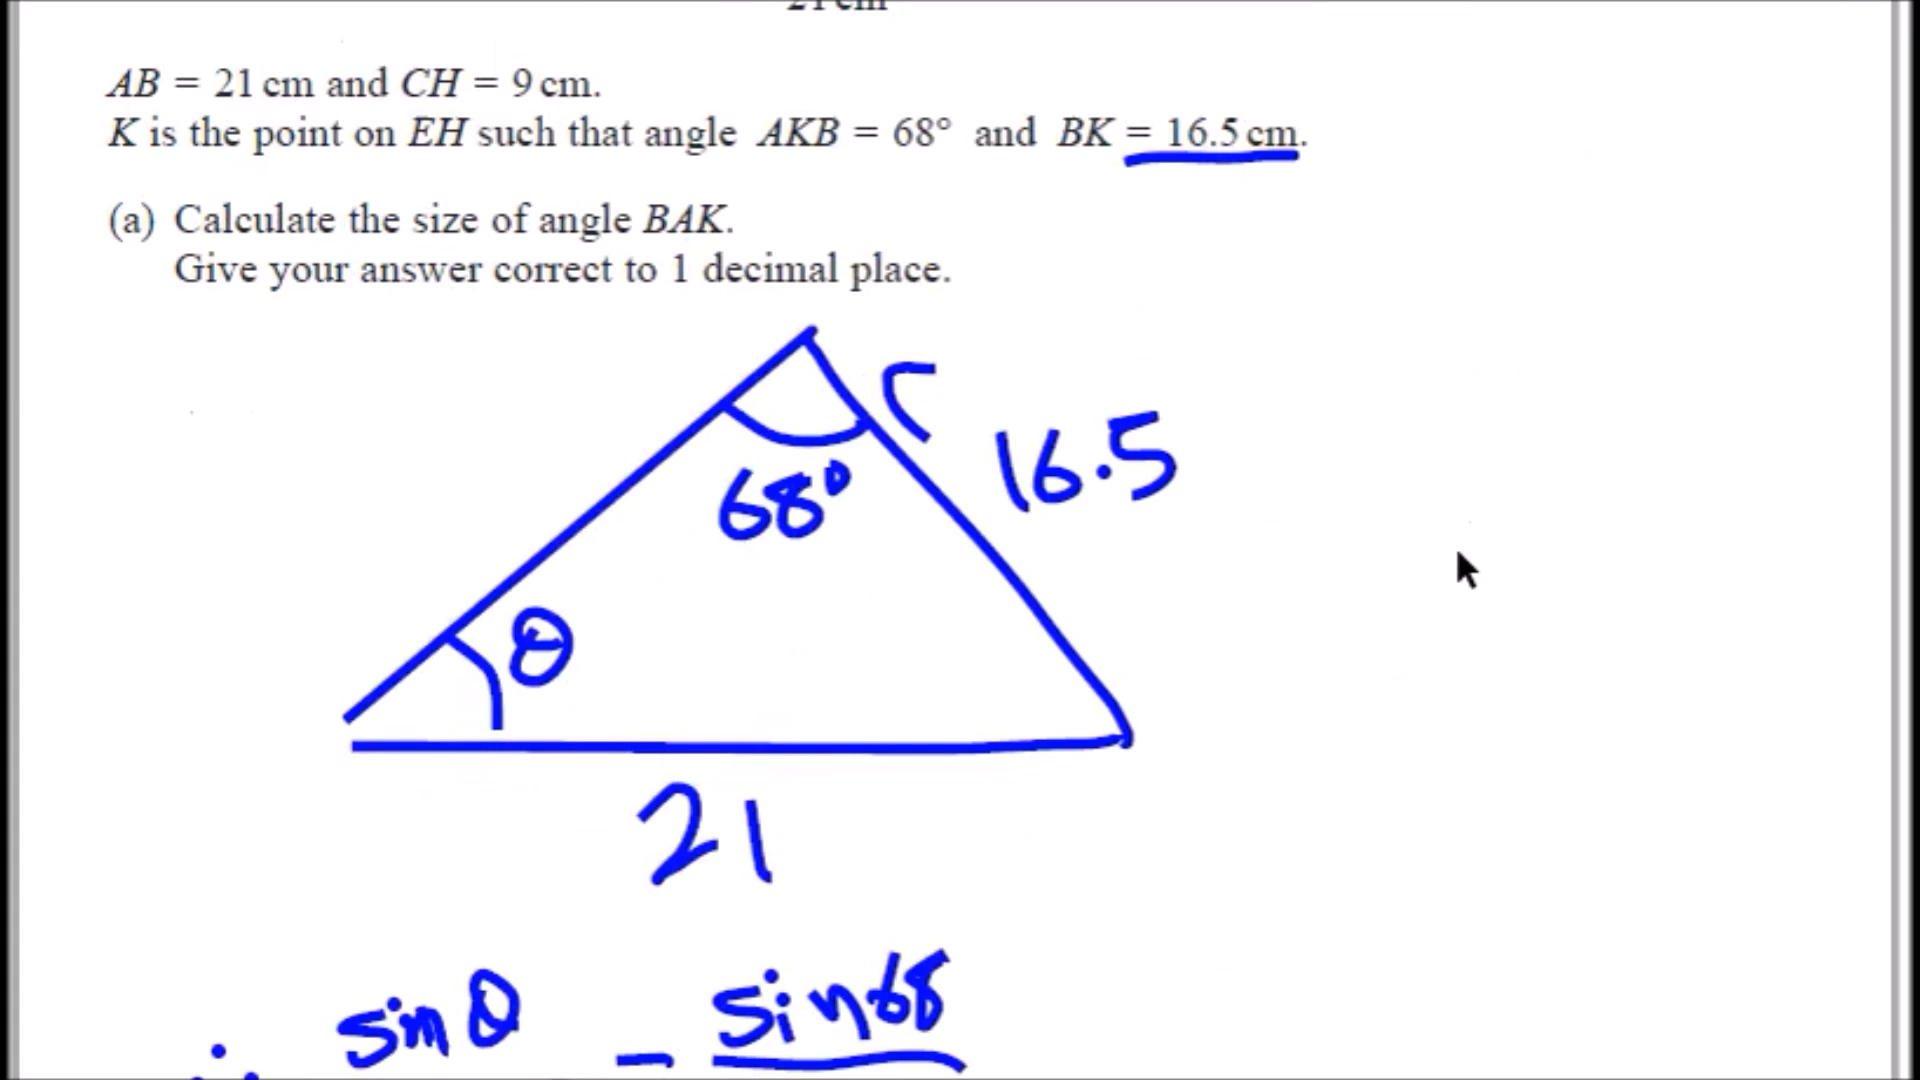 AB = 21 cm and CH = 9 cm.
K is the point on EH such that angle AKB = 68° and BK = 16.5 cm.
(a) Calculate the size of angle BAK.
Give your answer correct to 1 decimal place.
16.5
68°
θ
21
sin θ = sin 68